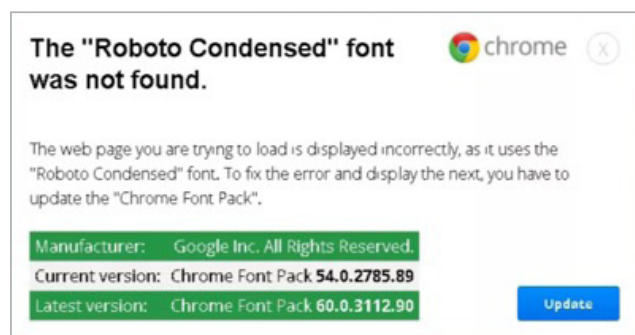 The "Roboto Condensed" font
was not found.
chrome
X
The web page you are trying to load is displayed incorrectly, as it uses the
"Roboto Condensed" font. To fix the error and display the next, you have to
update the "Chrome Font Pack".
Manufacturer: Google Inc. All Rights Reserved.
Current version: Chrome Font Pack 54.0.2785.89
Latest version: Chrome Font Pack 60.0.3112.90
Update